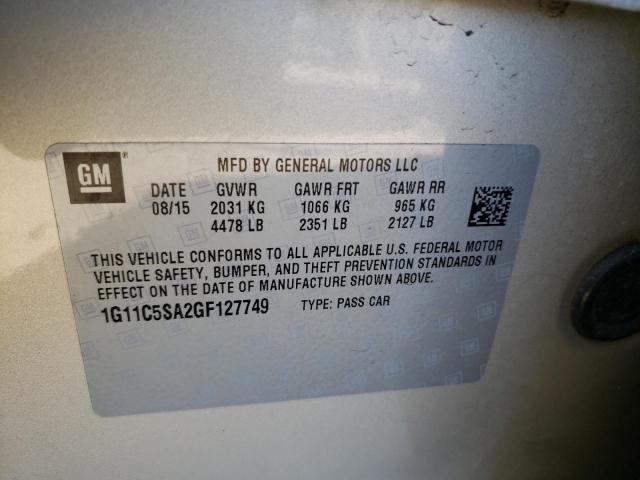 GM ®
MFD BY GENERAL MOTORS LLC
DATE GVWR GAWR FRT GAWR RR
08/15 2031 KG 1066 KG 965 KG
4478 LB 2351 LB 2127 LB
THIS VEHICLE CONFORMS TO ALL APPLICABLE U.S. FEDERAL MOTOR
VEHICLE SAFETY, BUMPER, AND THEFT PREVENTION STANDARDS IN
EFFECT ON THE DATE OF MANUFACTURE SHOWN ABOVE.
1G11C5SA2GF127749 TYPE: PASS CAR